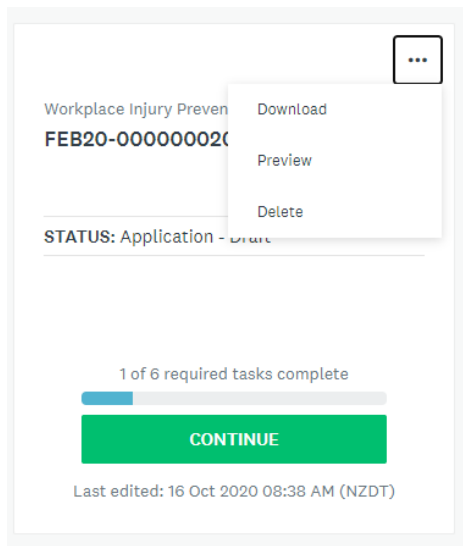 ...
Workplace Injury Preven
Download
FEB20-00000002
Preview
Delete
STATUS: Application -
1 of 6 required tasks complete
CONTINUE
Last edited: 16 Oct 2020 08:38 AM (NZDT)